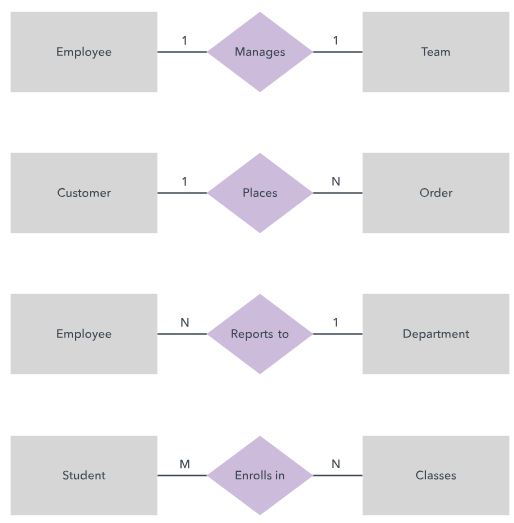 Employee 1 Manages 1 Team
Customer 1 Places N Order
Employee N Reports to 1 Department
Student M Enrolls in N Classes